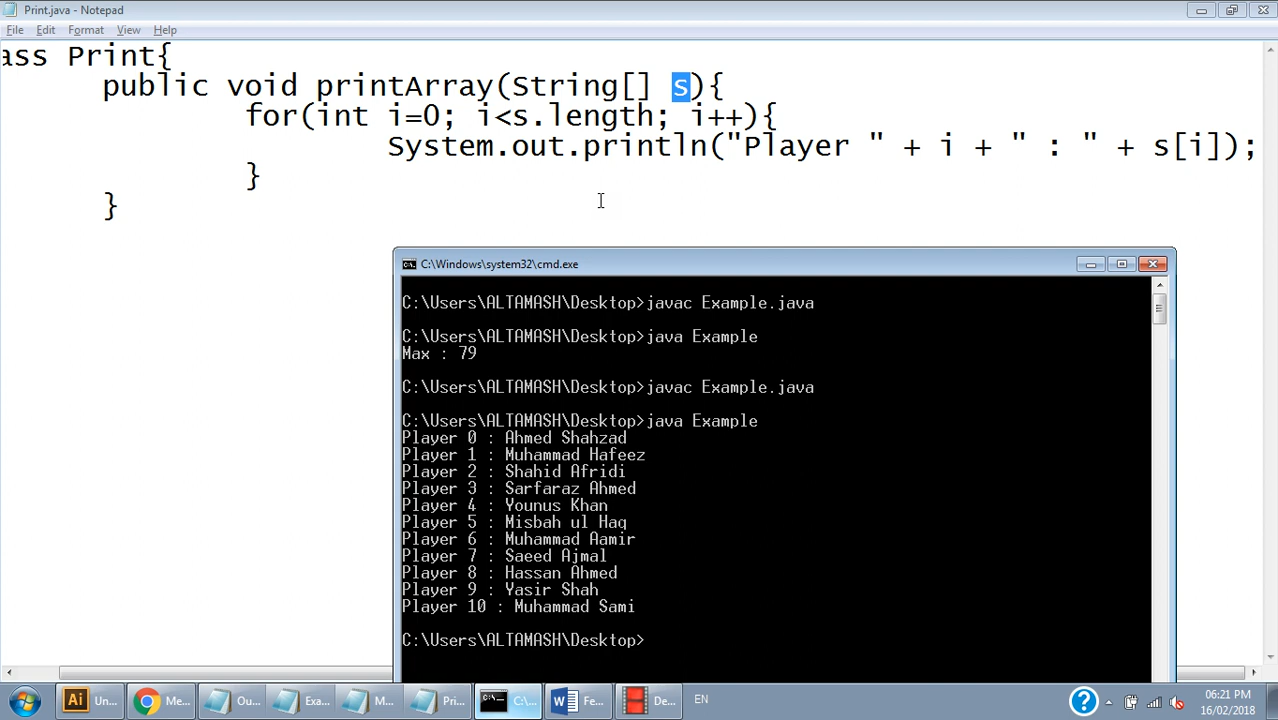 Print.java - Notepad
File Edit Format View Help
ass Print{
public void printArray(String[] s){
for(int i=0; i<s.length; i++){
System.out.println("Player " + i + " : " + s[i]);
}
}
C:\Windows\system32\cmd.exe
C:\Users\ALTAMASH\Desktop>javac Example.java
C:\Users\ALTAMASH\Desktop>java Example
Max : 79
C:\Users\ALTAMASH\Desktop>javac Example.java
C:\Users\ALTAMASH\Desktop>java Example
Player 0 : Ahmed Shahzad
Player 1 : Muhammad Hafeez
Player 2 : Shahid Afridi
Player 3 : Sarfaraz Ahmed
Player 4 : Younus Khan
Player 5 : Misbah ul Haq
Player 6 : Muhammad Aamir
Player 7 : Saeed Ajmal
Player 8 : Hassan Ahmed
Player 9 : Yasir Shah
Player 10 : Muhammad Sami
C:\Users\ALTAMASH\Desktop>
Ai Un... Me... Ou... Exa... M... Pri... C:\... W Fe... De... EN ? 06:21 PM
16/02/2018